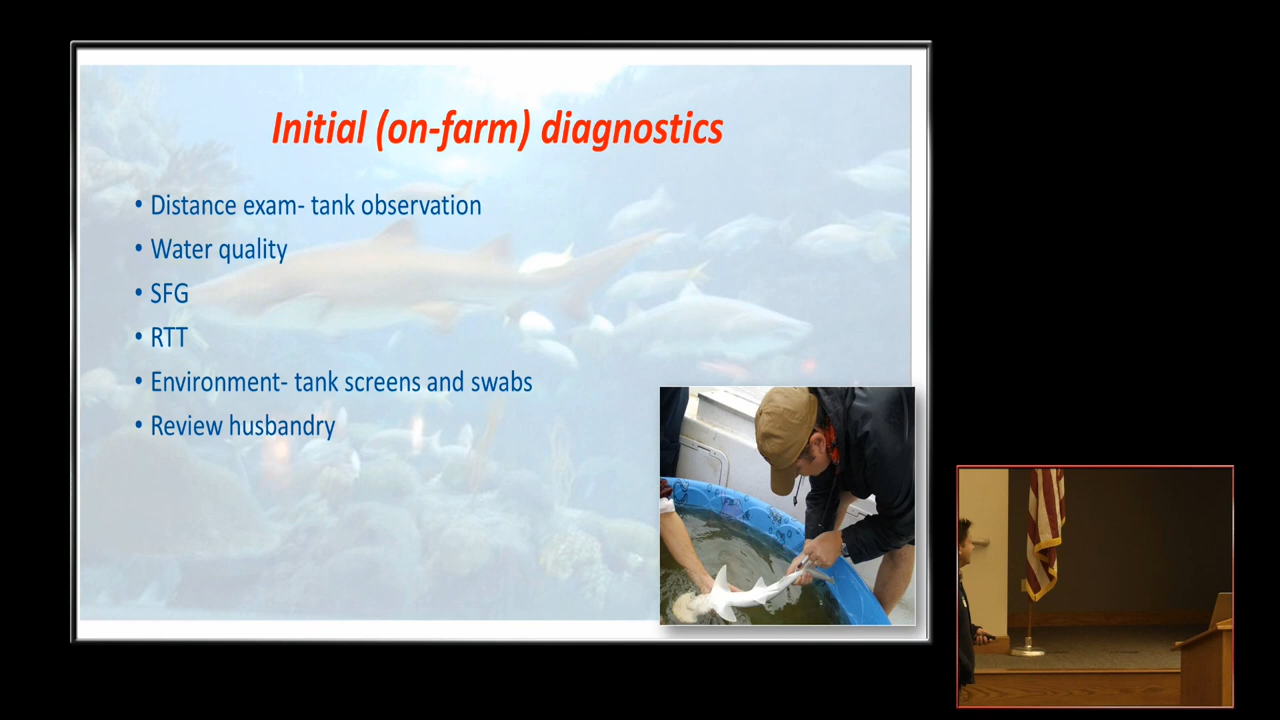 Initial (on-farm) diagnostics
• Distance exam- tank observation
• Water quality
• SFG
• RTT
• Environment- tank screens and swabs
• Review husbandry